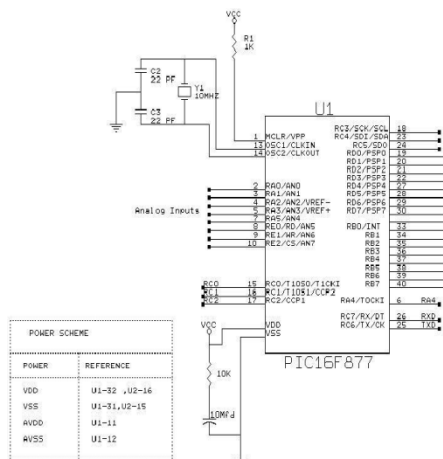 VCC
R1
1K
C2
22 PF
Y1
10MHZ
C3
22 PF
U1
1 MCLR/VPP
13 OSC1/CLKIN
14 OSC2/CLKOUT
RC3/SCK/SCL 18
RC4/SDI/SDA 23
RC5/SDO 24
RD0/PSP0 19
RD1/PSP1 20
RD2/PSP2 21
RD3/PSP3 22
RD4/PSP4 27
RD5/PSP5 28
RD6/PSP6 29
RD7/PSP7 30
Analog Inputs
2 RA0/AN0
3 RA1/AN1
4 RA2/AN2/VREF-
5 RA3/AN3/VREF+
7 RA5/AN4
8 RE0/RD/AN5
9 RE1/WR/AN6
10 RE2/CS/AN7
RB0/INT 33
RB1 34
RB2 35
RB3 36
RB4 37
RB5 38
RB6 39
RB7 40
RC0 15 RC0/T1OSO/T1CKI
RC1 16 RC1/T1OS1/CCP2
RC2 17 RC2/CCP1
RA4/TOCKI 6 RA4
RC7/RX/DT 26 RXD
RC6/TX/CK 25 TXD
VCC
VDD
VSS
PIC16F877
10K
10Mfd
POWER SCHEME
POWER REFERENCE
VDD U1-32 ,U2-16
VSS U1-31,U2-15
AVDD U1-11
AVSS U1-12